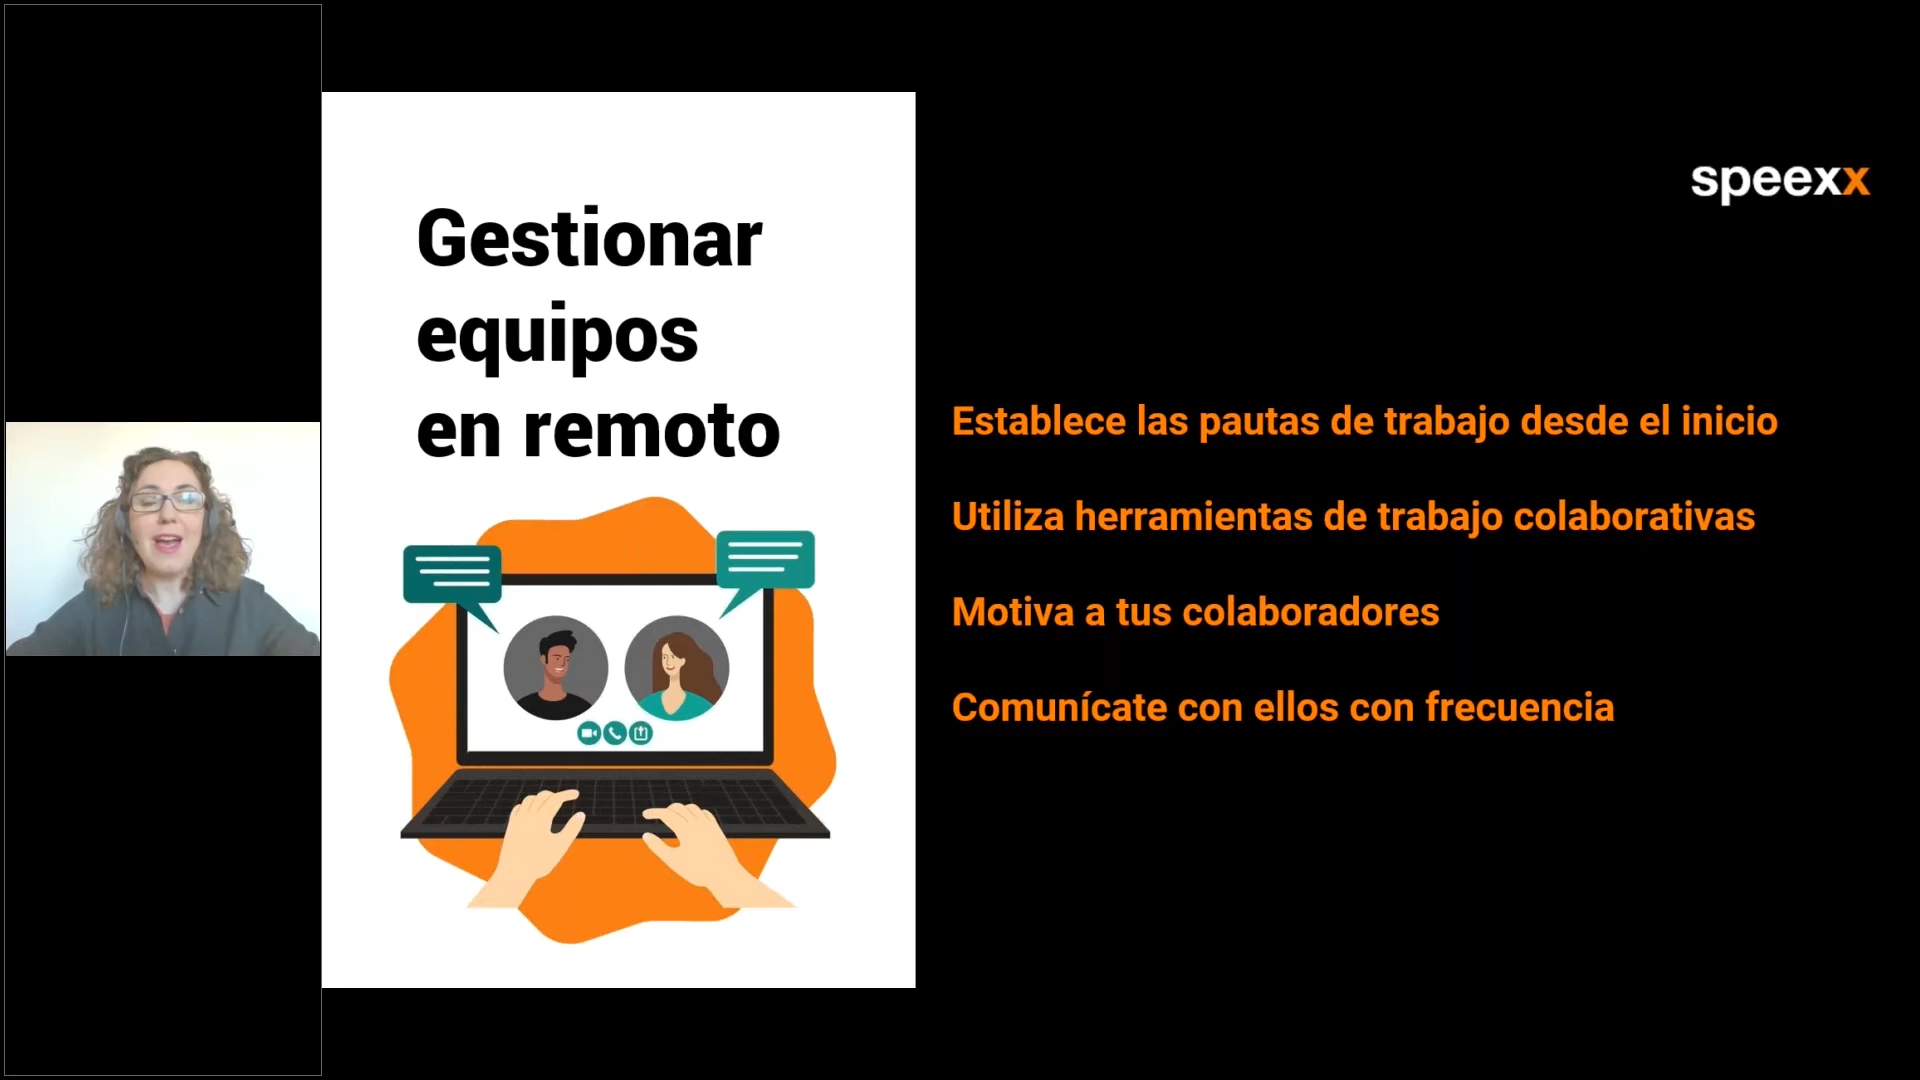 Gestionar
equipos
en remoto
speexx
Establece las pautas de trabajo desde el inicio
Utiliza herramientas de trabajo colaborativas
Motiva a tus colaboradores
Comunícate con ellos con frecuencia